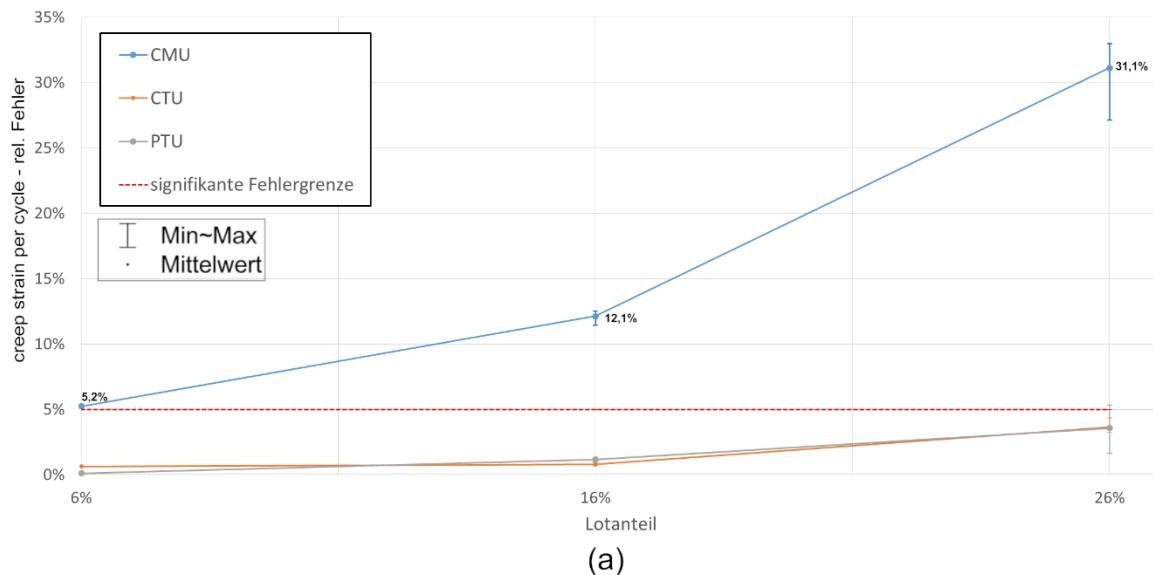 35%
30%
25%
20%
15%
10%
5%
0%
creep strain per cycle - rel. Fehler
CMU
CTU
PTU
signifikante Fehlergrenze
Min~Max
Mittelwert
5,2%
12,1%
31,1%
6%
16%
26%
Lotanteil
(a)